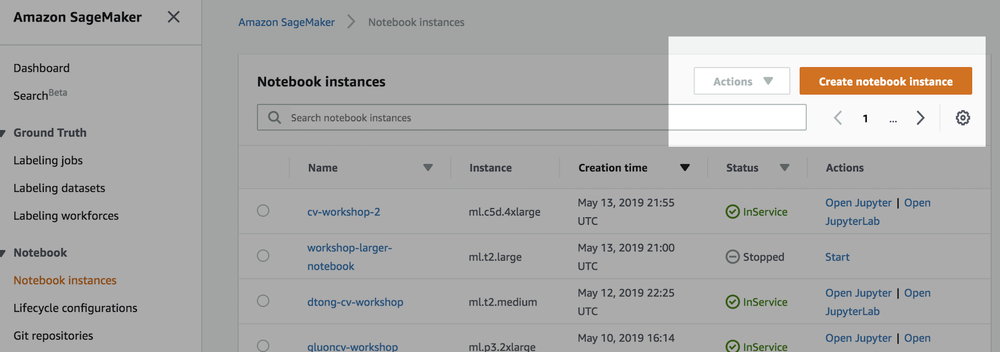 Amazon SageMaker
Dashboard
Search Beta
Ground Truth
Labeling jobs
Labeling datasets
Labeling workforces
Notebook
Notebook instances
Lifecycle configurations
Git repositories
Amazon SageMaker > Notebook instances
Notebook instances
Actions
Create notebook instance
Search notebook instances
1 ...
Name Instance Creation time Status Actions
cv-workshop-2 ml.c5d.4xlarge May 13, 2019 21:55 UTC InService Open Jupyter | Open JupyterLab
workshop-larger-notebook ml.t2.large May 13, 2019 21:00 UTC Stopped Start
dtong-cv-workshop ml.t2.medium May 12, 2019 22:25 UTC InService Open Jupyter | Open JupyterLab
gluoncv-workshop ml.p3.2xlarge May 10, 2019 16:14 InService Open Jupyter | Open